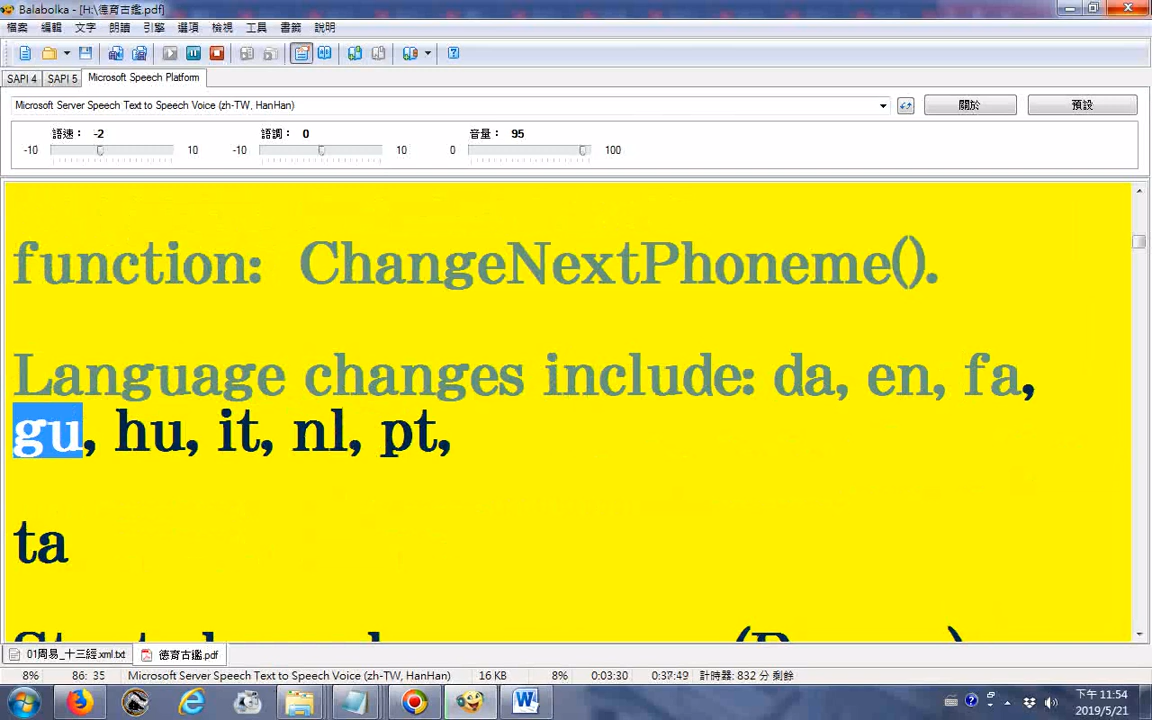 Balabolka - [H:\德育古鑑.pdf]
檔案 編輯 文字 朗讀 引擎 選項 檢視 工具 書籤 說明
SAPI 4 SAPI 5 Microsoft Speech Platform
Microsoft Server Speech Text to Speech Voice (zh-TW, HanHan) 關於 預設
語速： -2 語調： 0 音量： 95
-10 10 -10 10 0 100
function: ChangeNextPhoneme().
Language changes include: da, en, fa,
gu, hu, it, nl, pt,
ta
01周易_十三經.xml.txt 德育古鑑.pdf
8% 86: 35 Microsoft Server Speech Text to Speech Voice (zh-TW, HanHan) 16 KB 8% 0:03:30 0:37:49 計時器: 832 分 剩餘
下午 11:54
2019/5/21